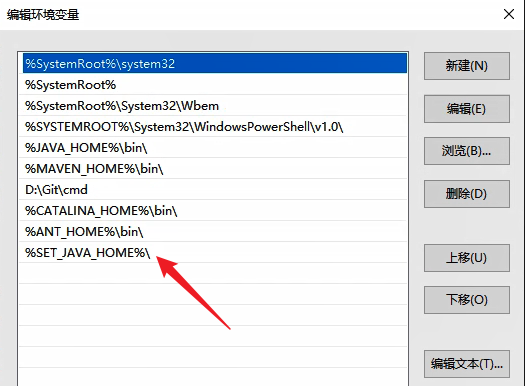 编辑环境变量
%SystemRoot%\system32
%SystemRoot%
%SystemRoot%\System32\Wbem
%SYSTEMROOT%\System32\WindowsPowerShell\v1.0\
%JAVA_HOME%\bin\
%MAVEN_HOME%\bin\
D:\Git\cmd
%CATALINA_HOME%\bin\
%ANT_HOME%\bin\
%SET_JAVA_HOME%\
新建(N)
编辑(E)
浏览(B)...
删除(D)
上移(U)
下移(O)
编辑文本(T)...